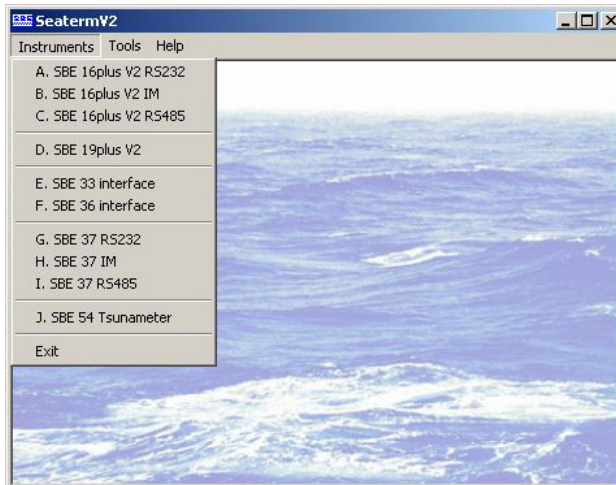 SBE SeatermV2
Instruments Tools Help
A. SBE 16plus V2 RS232
B. SBE 16plus V2 IM
C. SBE 16plus V2 RS485
D. SBE 19plus V2
E. SBE 33 interface
F. SBE 36 interface
G. SBE 37 RS232
H. SBE 37 IM
I. SBE 37 RS485
J. SBE 54 Tsunameter
Exit